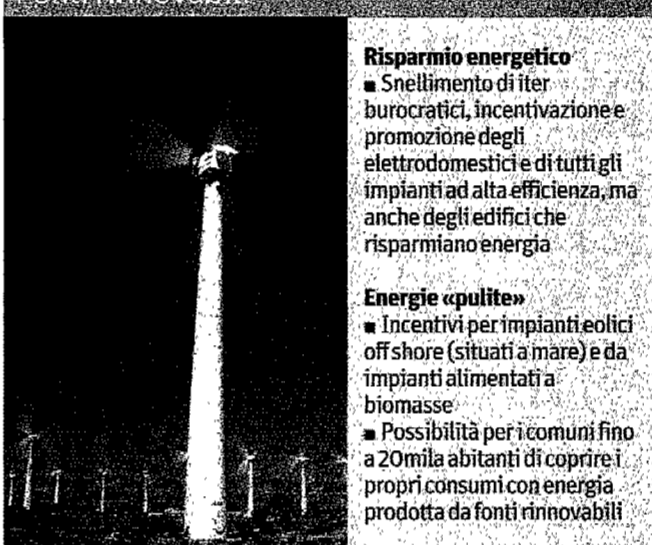 Risparmio energetico
■ Snellimento di iter
burocratici, incentivazione e
promozione degli
elettrodomestici e di tutti gli
impianti ad alta efficienza, ma
anche degli edifici che
risparmiano energia
Energie «pulite»
■ Incentivi per impianti eolici
off shore (situati a mare) e da
impianti alimentati a
biomasse
■ Possibilità per i comuni fino
a 20mila abitanti di coprire i
propri consumi con energia
prodotta da fonti rinnovabili